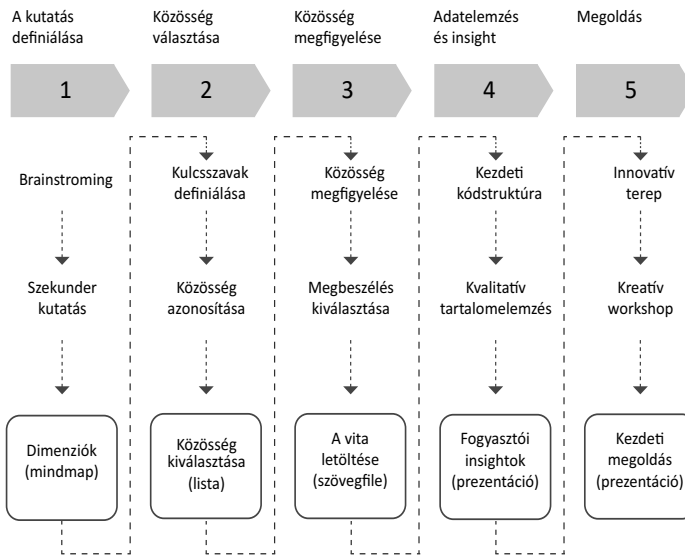 A kutatás
definiálása
Közösség
választása
Közösség
megfigyelése
Adatelemzés
és insight
Megoldás
1
2
3
4
5
Brainstroming
Kulcsszavak
definiálása
Közösség
megfigyelése
Kezdeti
kódstruktúra
Innovatív
terep
Szekunder
kutatás
Közösség
azonosítása
Megbeszélés
kiválasztása
Kvalitatív
tartalomelemzés
Kreatív
workshop
Dimenziók
(mindmap)
Közösség
kiválasztása
(lista)
A vita
letöltése
(szövegfile)
Fogyasztói
insightok
(prezentáció)
Kezdeti
megoldás
(prezentáció)